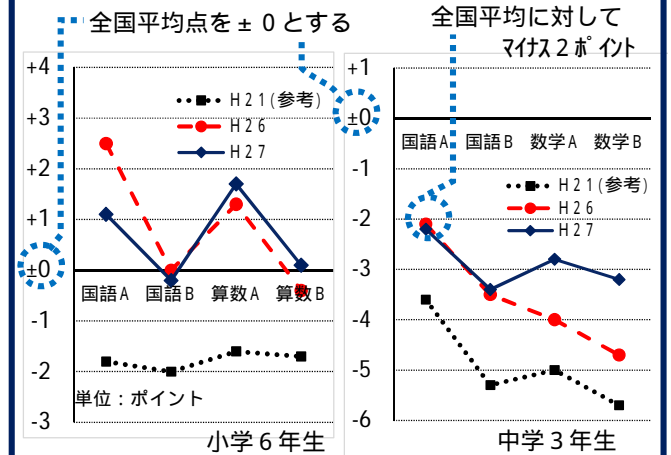 全国平均点を±0とする
全国平均に対して
ﾏｲﾅｽ2ﾎﾟｲﾝﾄ
+4
+3
+2
+1
±0
-1
-2
-3
H21(参考)
H26
H27
国語A 国語B 算数A 算数B
単位：ポイント
小学6年生
+1
±0
-1
-2
-3
-4
-5
-6
国語A 国語B 数学A 数学B
H21(参考)
H26
H27
中学3年生